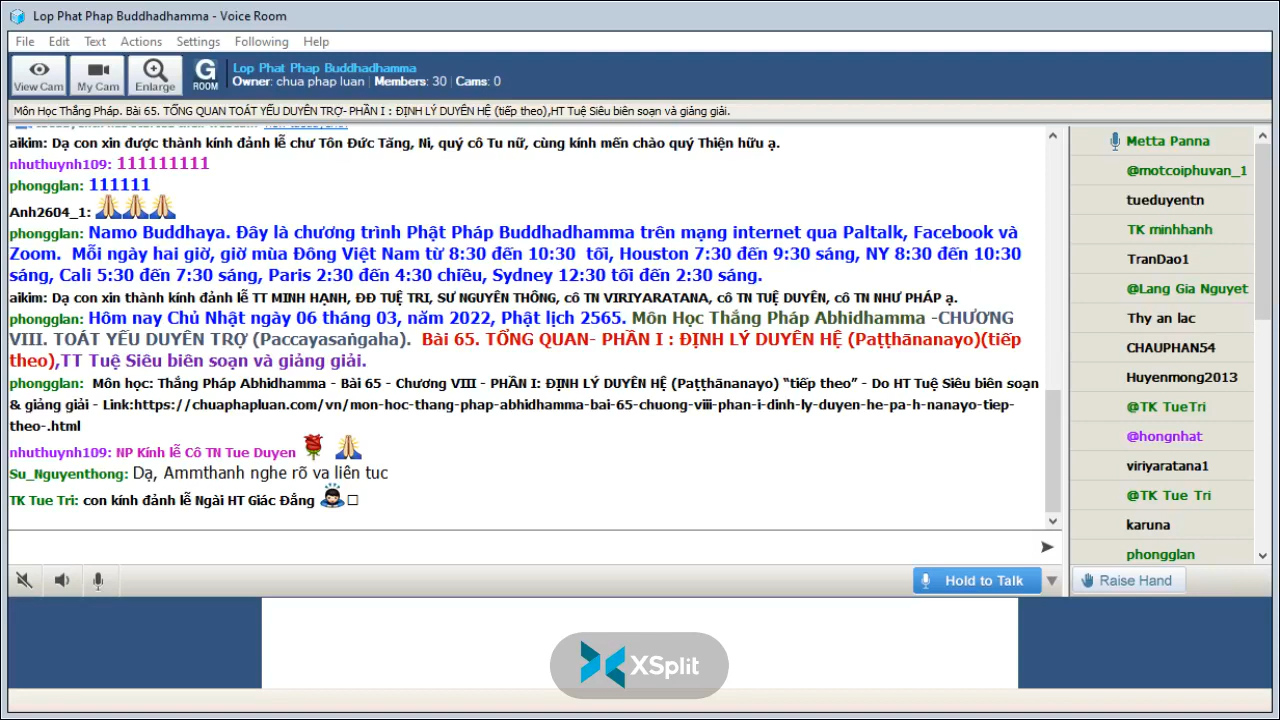 Lop Phat Phap Buddhadhamma - Voice Room
File Edit Text Actions Settings Following Help
View Cam My Cam Enlarge G ROOM
Lop Phat Phap Buddhadhamma
Owner: chua phap luan | Members: 30 | Cams: 0
Môn Học Thắng Pháp. Bài 65. TỔNG QUAN TOÁT YẾU DUYÊN TRỢ- PHẦN I : ĐỊNH LÝ DUYÊN HỆ (tiếp theo),HT Tuệ Siêu biên soạn và giảng giải.
aikim: Dạ con xin được thành kính đảnh lễ chư Tôn Đức Tăng, Ni, quý cô Tu nữ, cùng kính mến chào quý Thiện hữu ạ.
nhuthuynh109: 111111111
phongglan: 111111
Anh2604_1:
phongglan: Namo Buddhaya. Đây là chương trình Phật Pháp Buddhadhamma trên mạng internet qua Paltalk, Facebook và
Zoom. Mỗi ngày hai giờ, giờ mùa Đông Việt Nam từ 8:30 đến 10:30 tối, Houston 7:30 đến 9:30 sáng, NY 8:30 đến 10:30
sáng, Cali 5:30 đến 7:30 sáng, Paris 2:30 đến 4:30 chiều, Sydney 12:30 tối đến 2:30 sáng.
aikim: Dạ con xin thành kính đảnh lễ TT MINH HẠNH, ĐĐ TUỆ TRI, SƯ NGUYÊN THÔNG, cô TN VIRIYARATANA, cô TN TUỆ DUYÊN, cô TN NHƯ PHÁP ạ.
phongglan: Hôm nay Chủ Nhật ngày 06 tháng 03, năm 2022, Phật lịch 2565. Môn Học Thắng Pháp Abhidhamma -CHƯƠNG
VIII. TOÁT YẾU DUYÊN TRỢ (Paccayasaṅgaha). Bài 65. TỔNG QUAN- PHẦN I : ĐỊNH LÝ DUYÊN HỆ (Paṭṭhānanayo)(tiếp
theo),TT Tuệ Siêu biên soạn và giảng giải.
phongglan: Môn học: Thắng Pháp Abhidhamma - Bài 65 - Chương VIII - PHẦN I: ĐỊNH LÝ DUYÊN HỆ (Paṭṭhānanayo) “tiếp theo” - Do HT Tuệ Siêu biên soạn
& giảng giải - Link:https://chuaphapluan.com/vn/mon-hoc-thang-phap-abhidhamma-bai-65-chuong-viii-phan-i-dinh-ly-duyen-he-pa-h-nanayo-tiep-
theo-.html
nhuthuynh109: NP Kính lễ Cô TN Tue Duyen
Su_Nguyenthong: Dạ, Ammthanh nghe rõ va liên tuc
TK Tue Tri: con kính đảnh lễ Ngài HT Giác Đẳng
Hold to Talk
Metta Panna
@motcoiphuvan_1
tueduyentn
TK minhhanh
TranDao1
@Lang Gia Nguyet
Thy an lac
CHAUPHAN54
Huyenmong2013
@TK TueTri
@hongnhat
viriyaratana1
@TK Tue Tri
karuna
phongglan
Raise Hand
XSplit